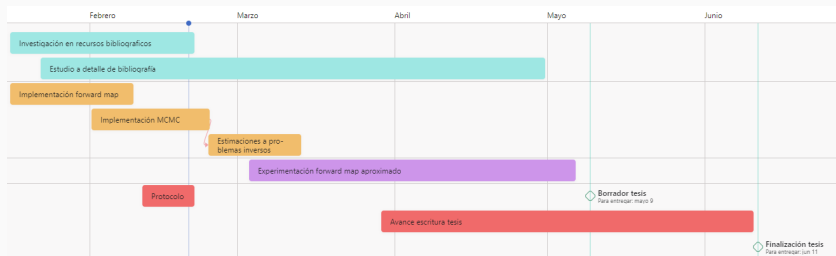 Febrero Marzo Abril Mayo Junio
Investigación en recursos bibliograficos
Estudio a detalle de bibliografía
Implementación forward map
Implementación MCMC
Estimaciones a pro-
blemas inversos
Experimentación forward map aproximado
Protocolo
Borrador tesis
Para entregar: mayo 9
Avance escritura tesis
Finalización tesis
Para entregar: jun 11